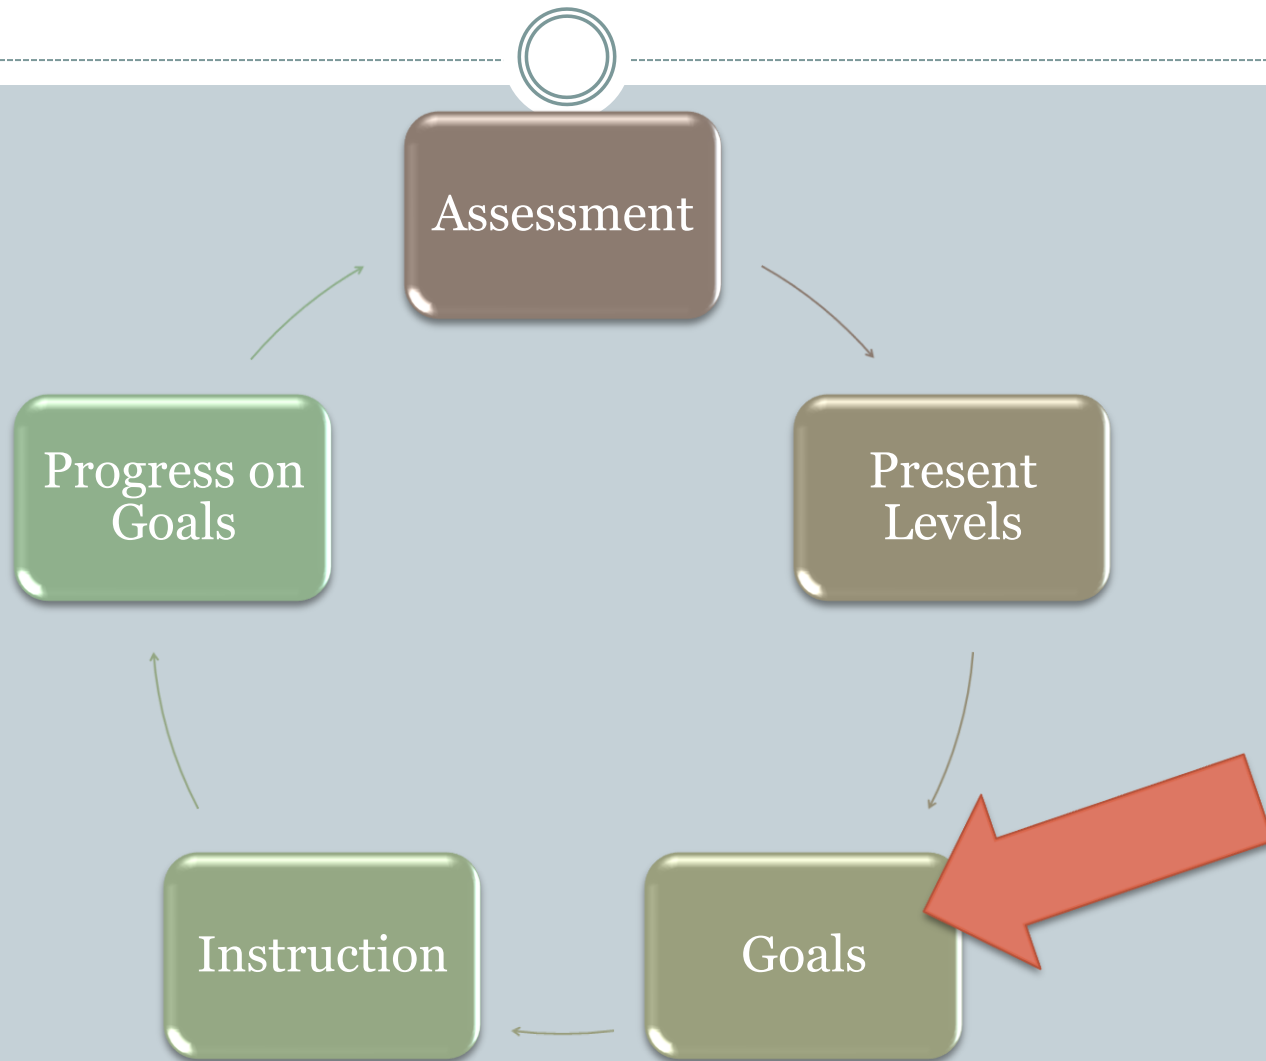 Assessment
Present
Levels
Goals
Instruction
Progress on
Goals